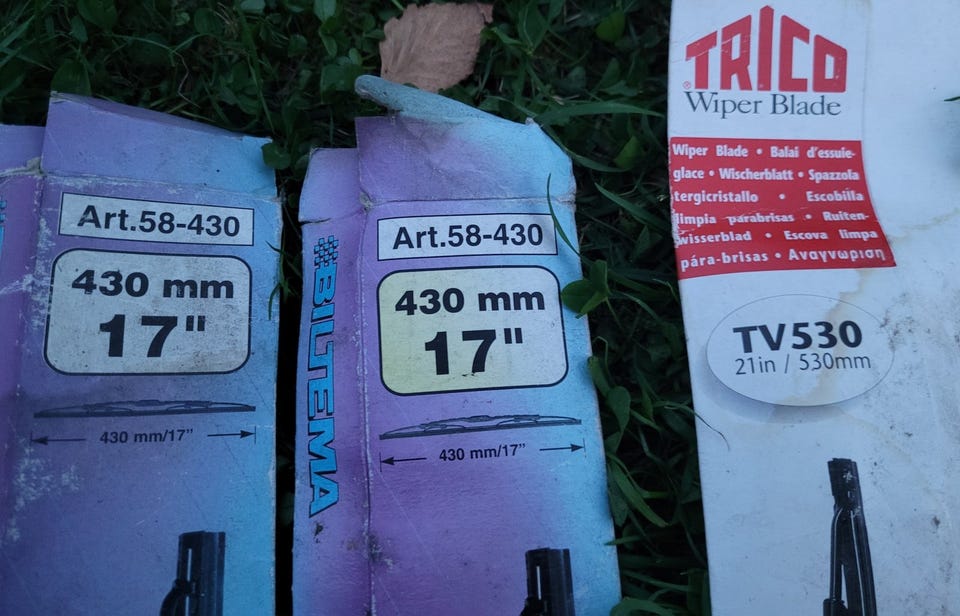 Art.58-430
430 mm
17"
430 mm/17"
BILTEMA
Art.58-430
430 mm
17"
430 mm/17"
TRICO
®
Wiper Blade
Wiper Blade • Balai d'essuie-
glace • Wischerblatt • Spazzola
tergicristallo • Escobilla
limpia parabrisas • Ruiten-
wisserblad • Escova limpa
pára-brisas • Αναγνωριση
TV530
21in / 530mm